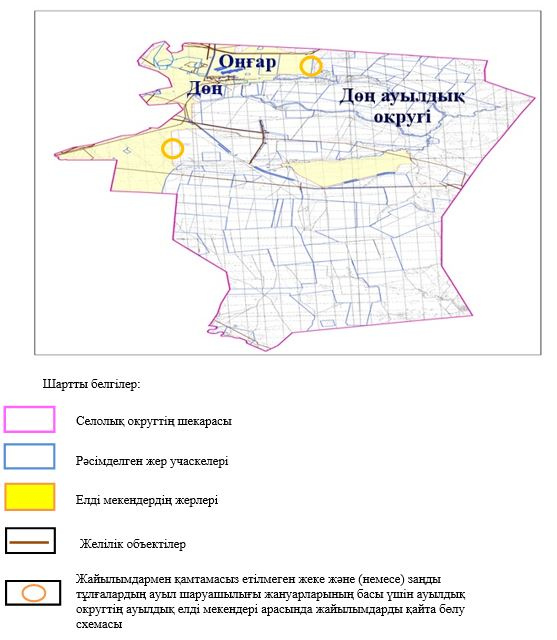 Оңғар
Дөң
Дөң ауылдық
округі
Шартты белгілер:
Селолық округтің шекарасы
Рәсімделген жер учаскелері
Елді мекендердің жерлері
Желілік объектілер
Жайылымдармен қамтамасыз етілмеген жеке және (немесе) заңды
тұлғалардың ауыл шаруашылығы жануарларының басы үшін ауылдық
округтің ауылдық елді мекендері арасында жайылымдарды қайта бөлу
схемасы